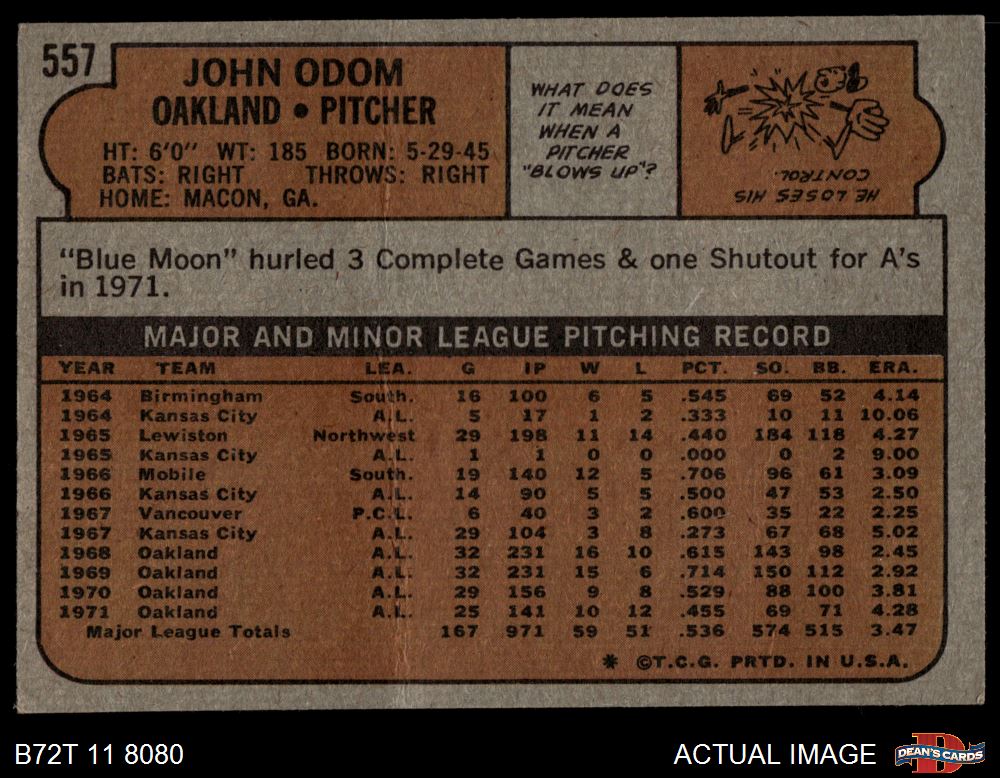 557
JOHN ODOM
OAKLAND • PITCHER
HT: 6'0" WT: 185 BORN: 5-29-45
BATS: RIGHT THROWS: RIGHT
HOME: MACON, GA.
WHAT DOES
IT MEAN
WHEN A
PITCHER
"BLOWS UP"?
HE LOSES HIS
CONTROL.
"Blue Moon" hurled 3 Complete Games & one Shutout for A's
in 1971.
MAJOR AND MINOR LEAGUE PITCHING RECORD
YEAR TEAM LEA. G IP W L PCT. SO. BB. ERA.
1964 Birmingham South. 16 100 6 5 .545 69 52 4.14
1964 Kansas City A.L. 5 17 1 2 .333 10 11 10.06
1965 Lewiston Northwest 29 198 11 14 .440 184 118 4.27
1965 Kansas City A.L. 1 1 0 0 .000 0 2 9.00
1966 Mobile South. 19 140 12 5 .706 96 61 3.09
1966 Kansas City A.L. 14 90 5 5 .500 47 53 2.50
1967 Vancouver P.C.L. 6 40 3 2 .600 35 22 2.25
1967 Kansas City A.L. 29 104 3 8 .273 67 68 5.02
1968 Oakland A.L. 32 231 16 10 .615 143 98 2.45
1969 Oakland A.L. 32 231 15 6 .714 150 112 2.92
1970 Oakland A.L. 29 156 9 8 .529 88 100 3.81
1971 Oakland A.L. 25 141 10 12 .455 69 71 4.28
Major League Totals 167 971 59 51 .536 574 515 3.47
* ©T.C.G. PRTD. IN U.S.A.
B72T 11 8080
ACTUAL IMAGE
DEAN'S CARDS